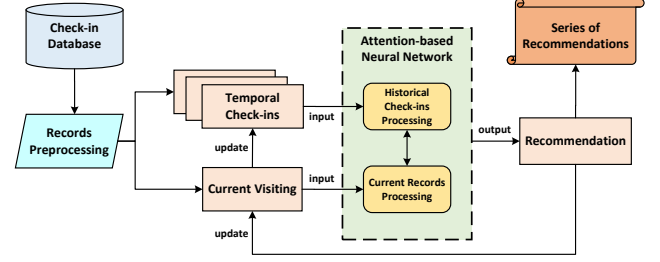 Check-in
Database
Records
Preprocessing
Temporal
Check-ins
update
Current Visiting
update
input
input
Attention-based
Neural Network
Historical
Check-ins
Processing
Current Records
Processing
output
Recommendation
Series of
Recommendations